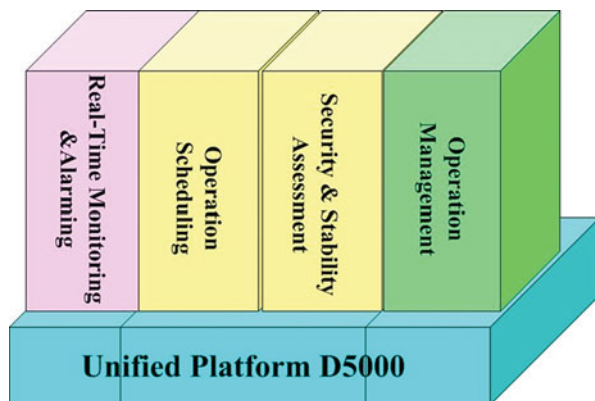 Real-Time Monitoring
&Alarming
Operation
Scheduling
Security & Stability
Assessment
Operation
Management
Unified Platform D5000